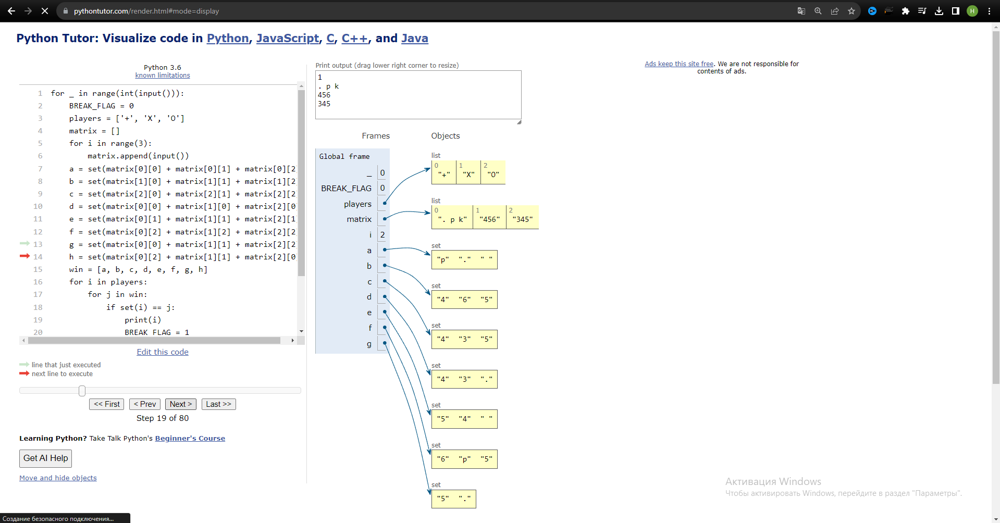 pythontutor.com/render.html#mode=display
H
Python Tutor: Visualize code in Python, JavaScript, C, C++, and Java
Python 3.6
known limitations
1 for _ in range(int(input())):
2 BREAK_FLAG = 0
3 players = ['+', 'X', 'O']
4 matrix = []
5 for i in range(3):
6 matrix.append(input())
7 a = set(matrix[0][0] + matrix[0][1] + matrix[0][2
8 b = set(matrix[1][0] + matrix[1][1] + matrix[1][2
9 c = set(matrix[2][0] + matrix[2][1] + matrix[2][2
10 d = set(matrix[0][0] + matrix[1][0] + matrix[2][0
11 e = set(matrix[0][1] + matrix[1][1] + matrix[2][1
12 f = set(matrix[0][2] + matrix[1][2] + matrix[2][2
13 g = set(matrix[0][0] + matrix[1][1] + matrix[2][2
14 h = set(matrix[0][2] + matrix[1][1] + matrix[2][0
15 win = [a, b, c, d, e, f, g, h]
16 for i in players:
17 for j in win:
18 if set(i) == j:
19 print(i)
20 BREAK FLAG = 1
Edit this code
line that just executed
next line to execute
<< First < Prev Next > Last >>
Step 19 of 80
Learning Python? Take Talk Python's Beginner's Course
Get AI Help
Move and hide objects
Print output (drag lower right corner to resize)
1
. p k
456
345
Frames Objects
Global frame
_ 0
BREAK_FLAG 0
players
matrix
i 2
a
b
c
d
e
f
g
list
0 1 2
"+" "X" "O"
list
0 1 2
". p k" "456" "345"
set
"p" "." " "
set
"4" "6" "5"
set
"4" "3" "5"
set
"4" "3" "."
set
"5" "4" " "
set
"6" "p" "5"
set
"5" "."
Ads keep this site free. We are not responsible for
contents of ads.
Активация Windows
Чтобы активировать Windows, перейдите в раздел "Параметры".
Создание безопасного подключения...